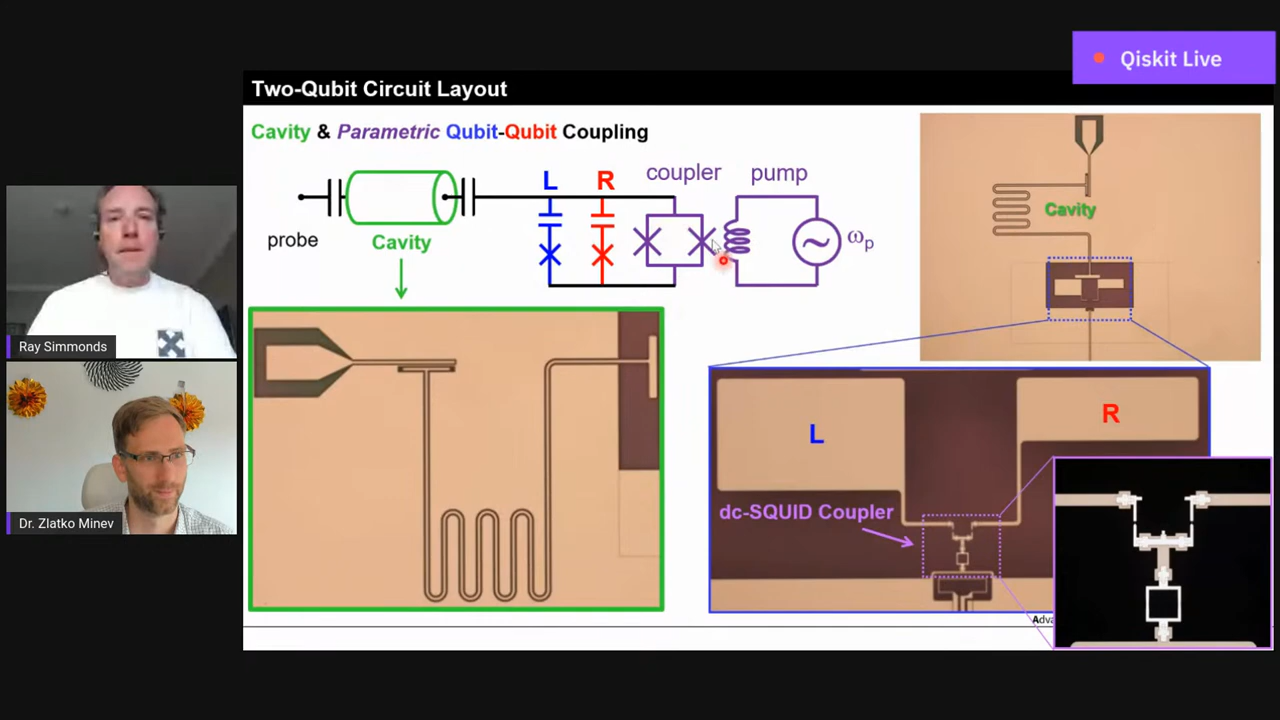 Qiskit Live
Two-Qubit Circuit Layout
Cavity & Parametric Qubit-Qubit Coupling
L
R
coupler
pump
probe
Cavity
ωp
Cavity
L
R
dc-SQUID Coupler
Ray Simmonds
Dr. Zlatko Minev